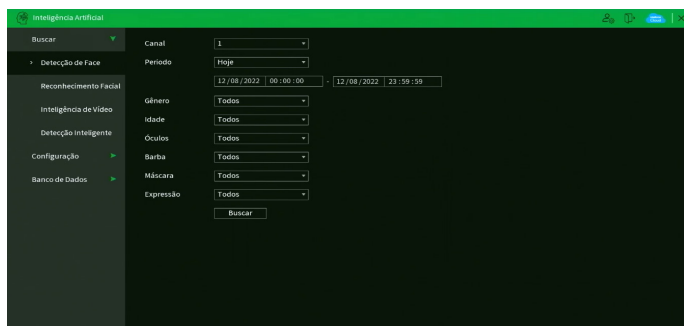 Inteligência Artificial
Buscar
Detecção de Face
Reconhecimento Facial
Inteligência de Vídeo
Detecção Inteligente
Configuração
Banco de Dados
Canal 1
Periodo Hoje
12/08/2022 00:00:00 - 12/08/2022 23:59:59
Gênero Todos
Idade Todos
Óculos Todos
Barba Todos
Máscara Todos
Expressão Todos
Buscar